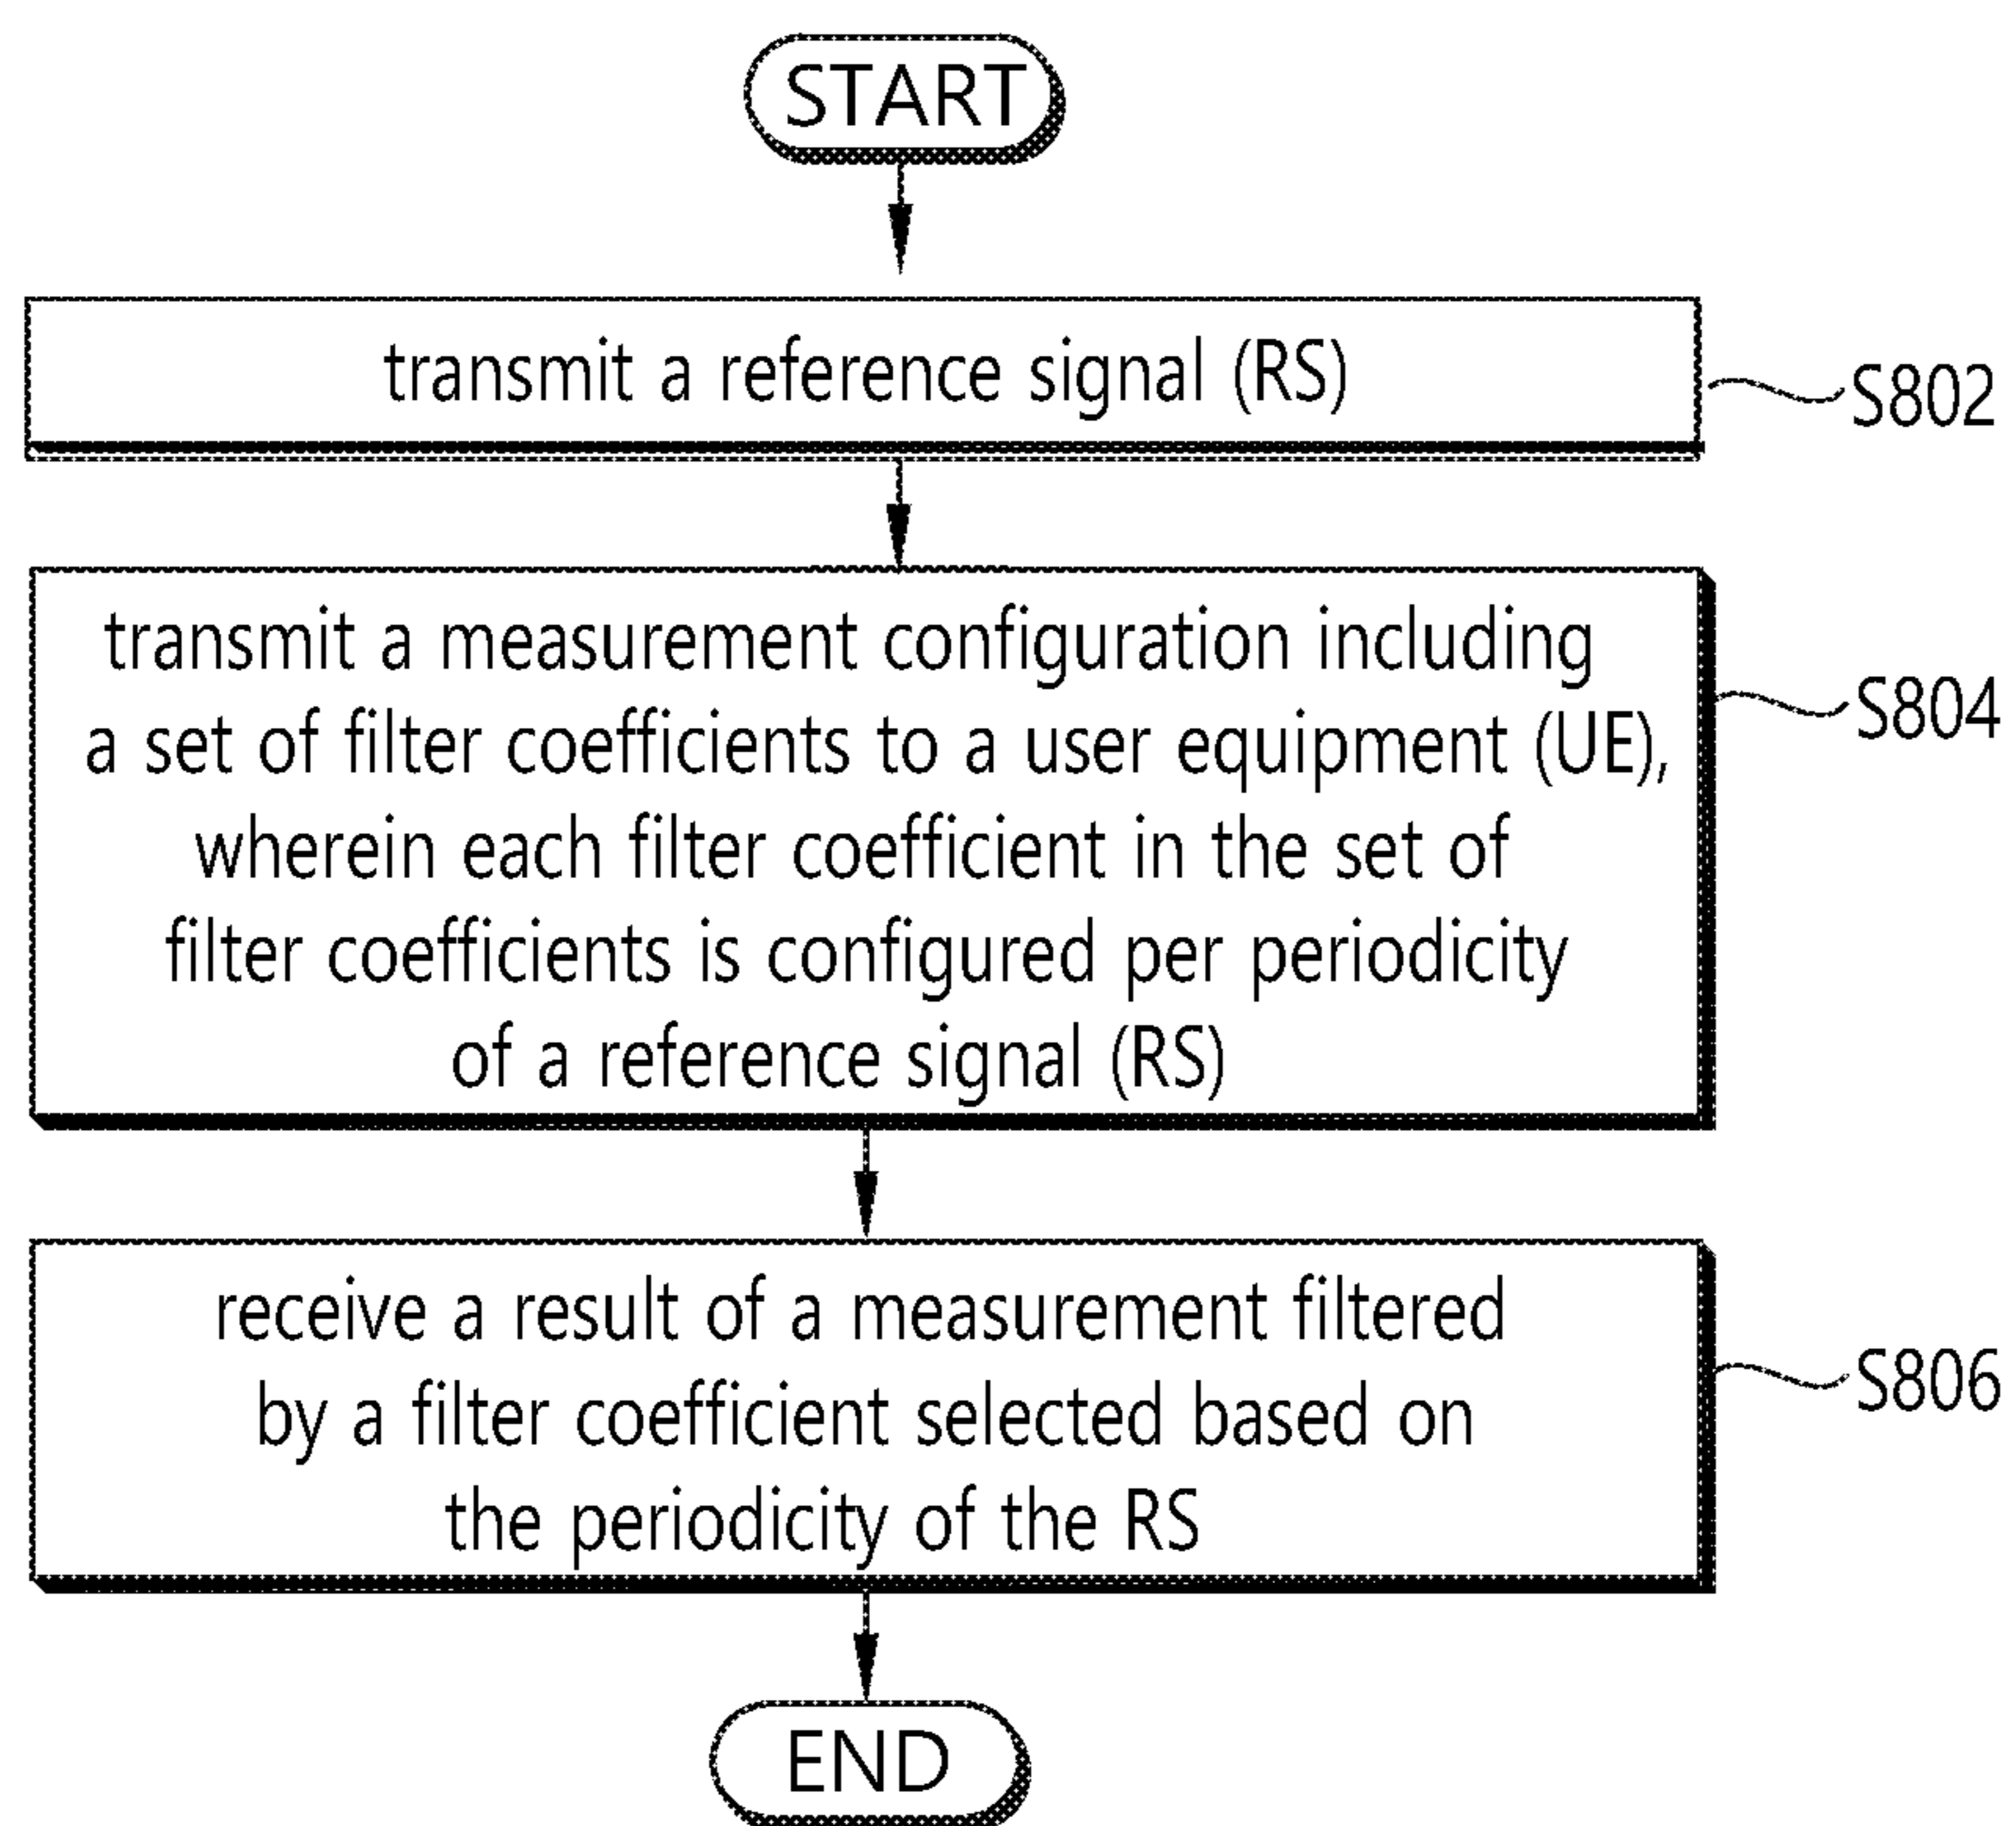 START
transmit a reference signal (RS)
S802
transmit a measurement configuration including
a set of filter coefficients to a user equipment (UE),
wherein each filter coefficient in the set of
filter coefficients is configured per periodicity
of a reference signal (RS)
S804
receive a result of a measurement filtered
by a filter coefficient selected based on
the periodicity of the RS
S806
END